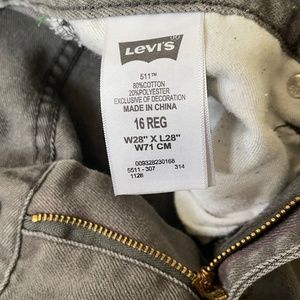 LEVI'S
511™
80%COTTON
20%POLYESTER
EXCLUSIVE OF DECORATION
MADE IN CHINA
16 REG
W28" X L28"
W71 CM
009328230168
5511 - 307 314
1126